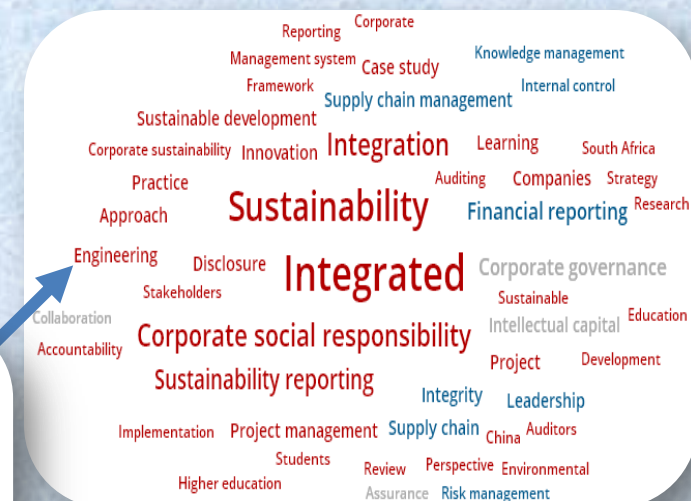 Corporate
Reporting
Management system Case study Knowledge management
Framework Supply chain management Internal control
Sustainable development
Corporate sustainability Innovation Integration Learning South Africa
Practice Auditing Companies Strategy
Approach Sustainability Financial reporting Research
Engineering Disclosure Integrated Corporate governance
Stakeholders Sustainable
Collaboration Intellectual capital Education
Accountability Corporate social responsibility Project Development
Sustainability reporting
Integrity Leadership
Implementation Project management Supply chain China Auditors
Students Review Perspective Environmental
Higher education Assurance Risk management